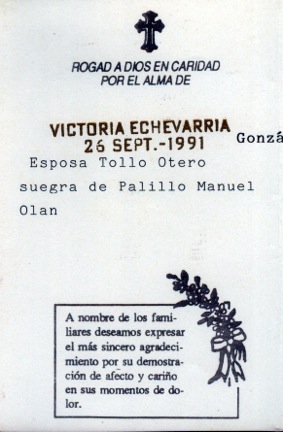 ROGAD A DIOS EN CARIDAD
POR EL ALMA DE
VICTORIA ECHEVARRIA Gonzá
26 SEPT.-1991
Esposa Tollo Otero
suegra de Palillo Manuel
Olan
A nombre de los fami-
liares deseamos expresar
el más sincero agradeci-
miento por su demostra-
ción de afecto y cariño
en sus momentos de do-
lor.